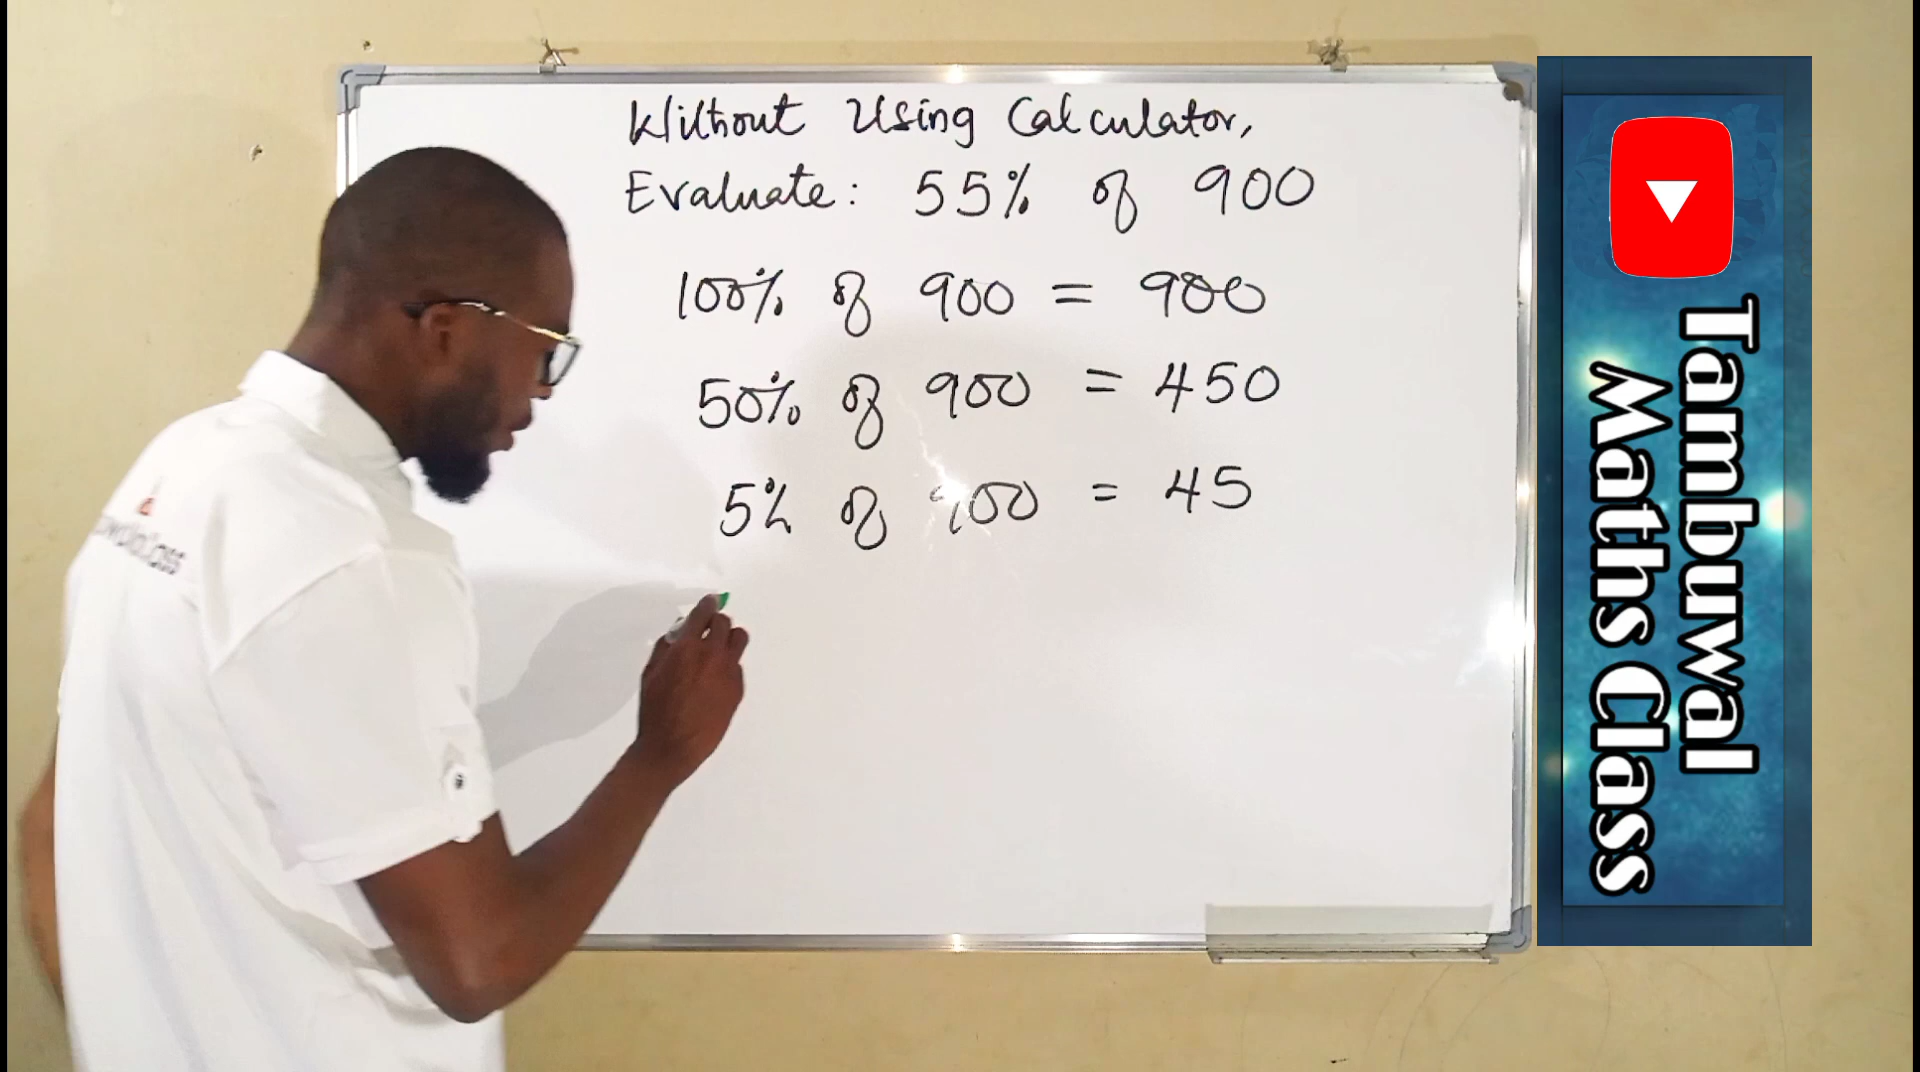 Without Using Calculator,
Evaluate: 55% of 900
100% of 900 = 900
50% of 900 = 450
5% of 900 = 45
Tambuwal
Maths Class